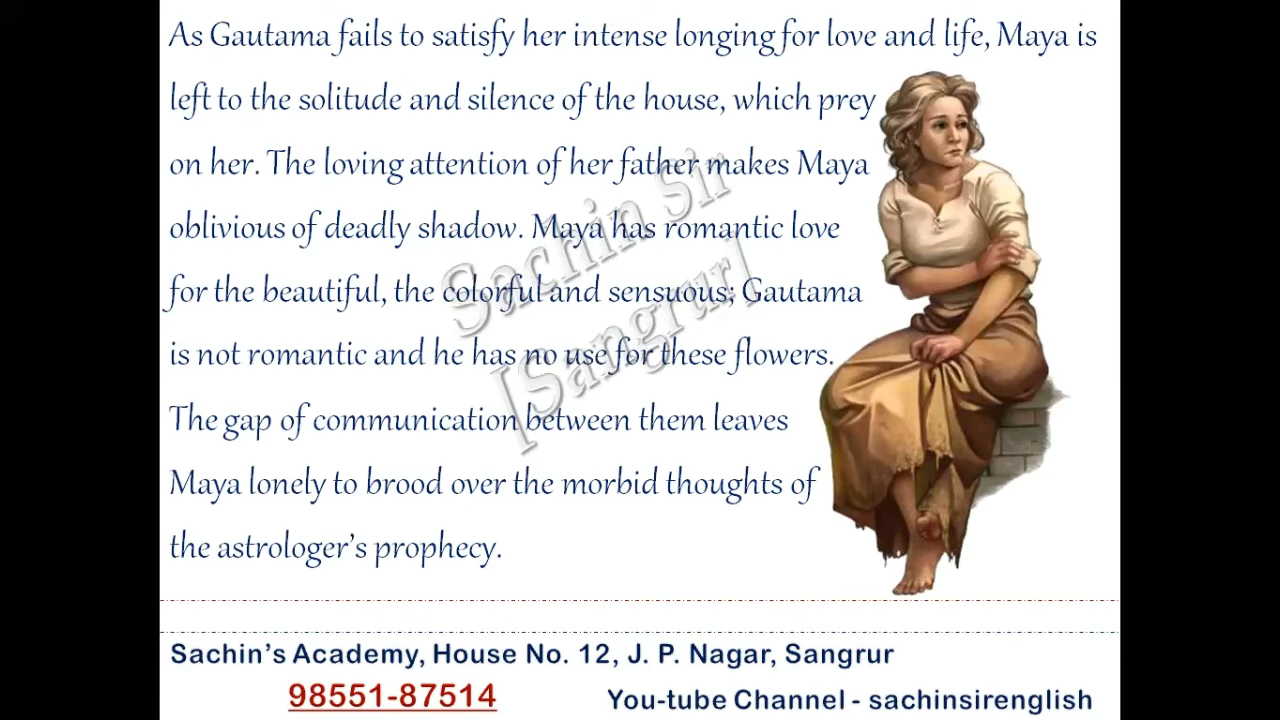 As Gautama fails to satisfy her intense longing for love and life, Maya is
left to the solitude and silence of the house, which prey
on her. The loving attention of her father makes Maya
oblivious of deadly shadow. Maya has romantic love
for the beautiful, the colorful and sensuous; Gautama
is not romantic and he has no use for these flowers.
The gap of communication between them leaves
Maya lonely to brood over the morbid thoughts of
the astrologer's prophecy.
Sachin Sir
[Sangrur]
Sachin's Academy, House No. 12, J. P. Nagar, Sangrur
98551-87514 You-tube Channel - sachinsirenglish